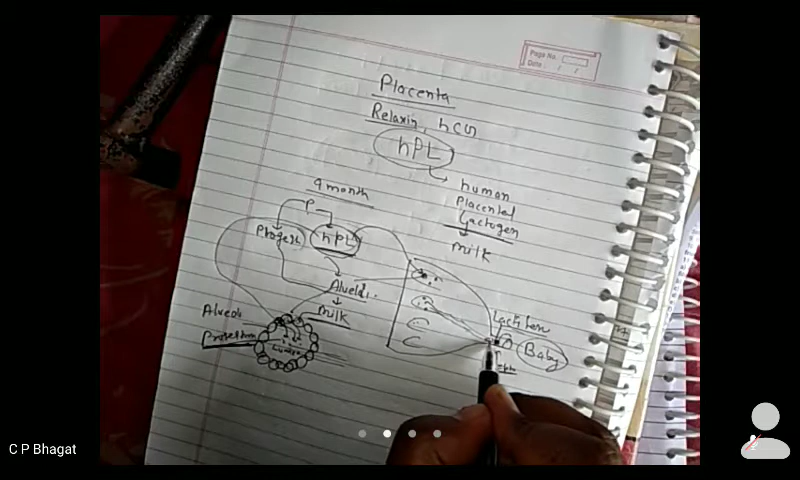 Page No.
Date : / /
Placenta
Relaxin, hCG
hPL
human
Placental
Lactogen
milk
9 month
P
Progest
hPL
Alveoli
milk
Alveoli
Baby
C P Bhagat